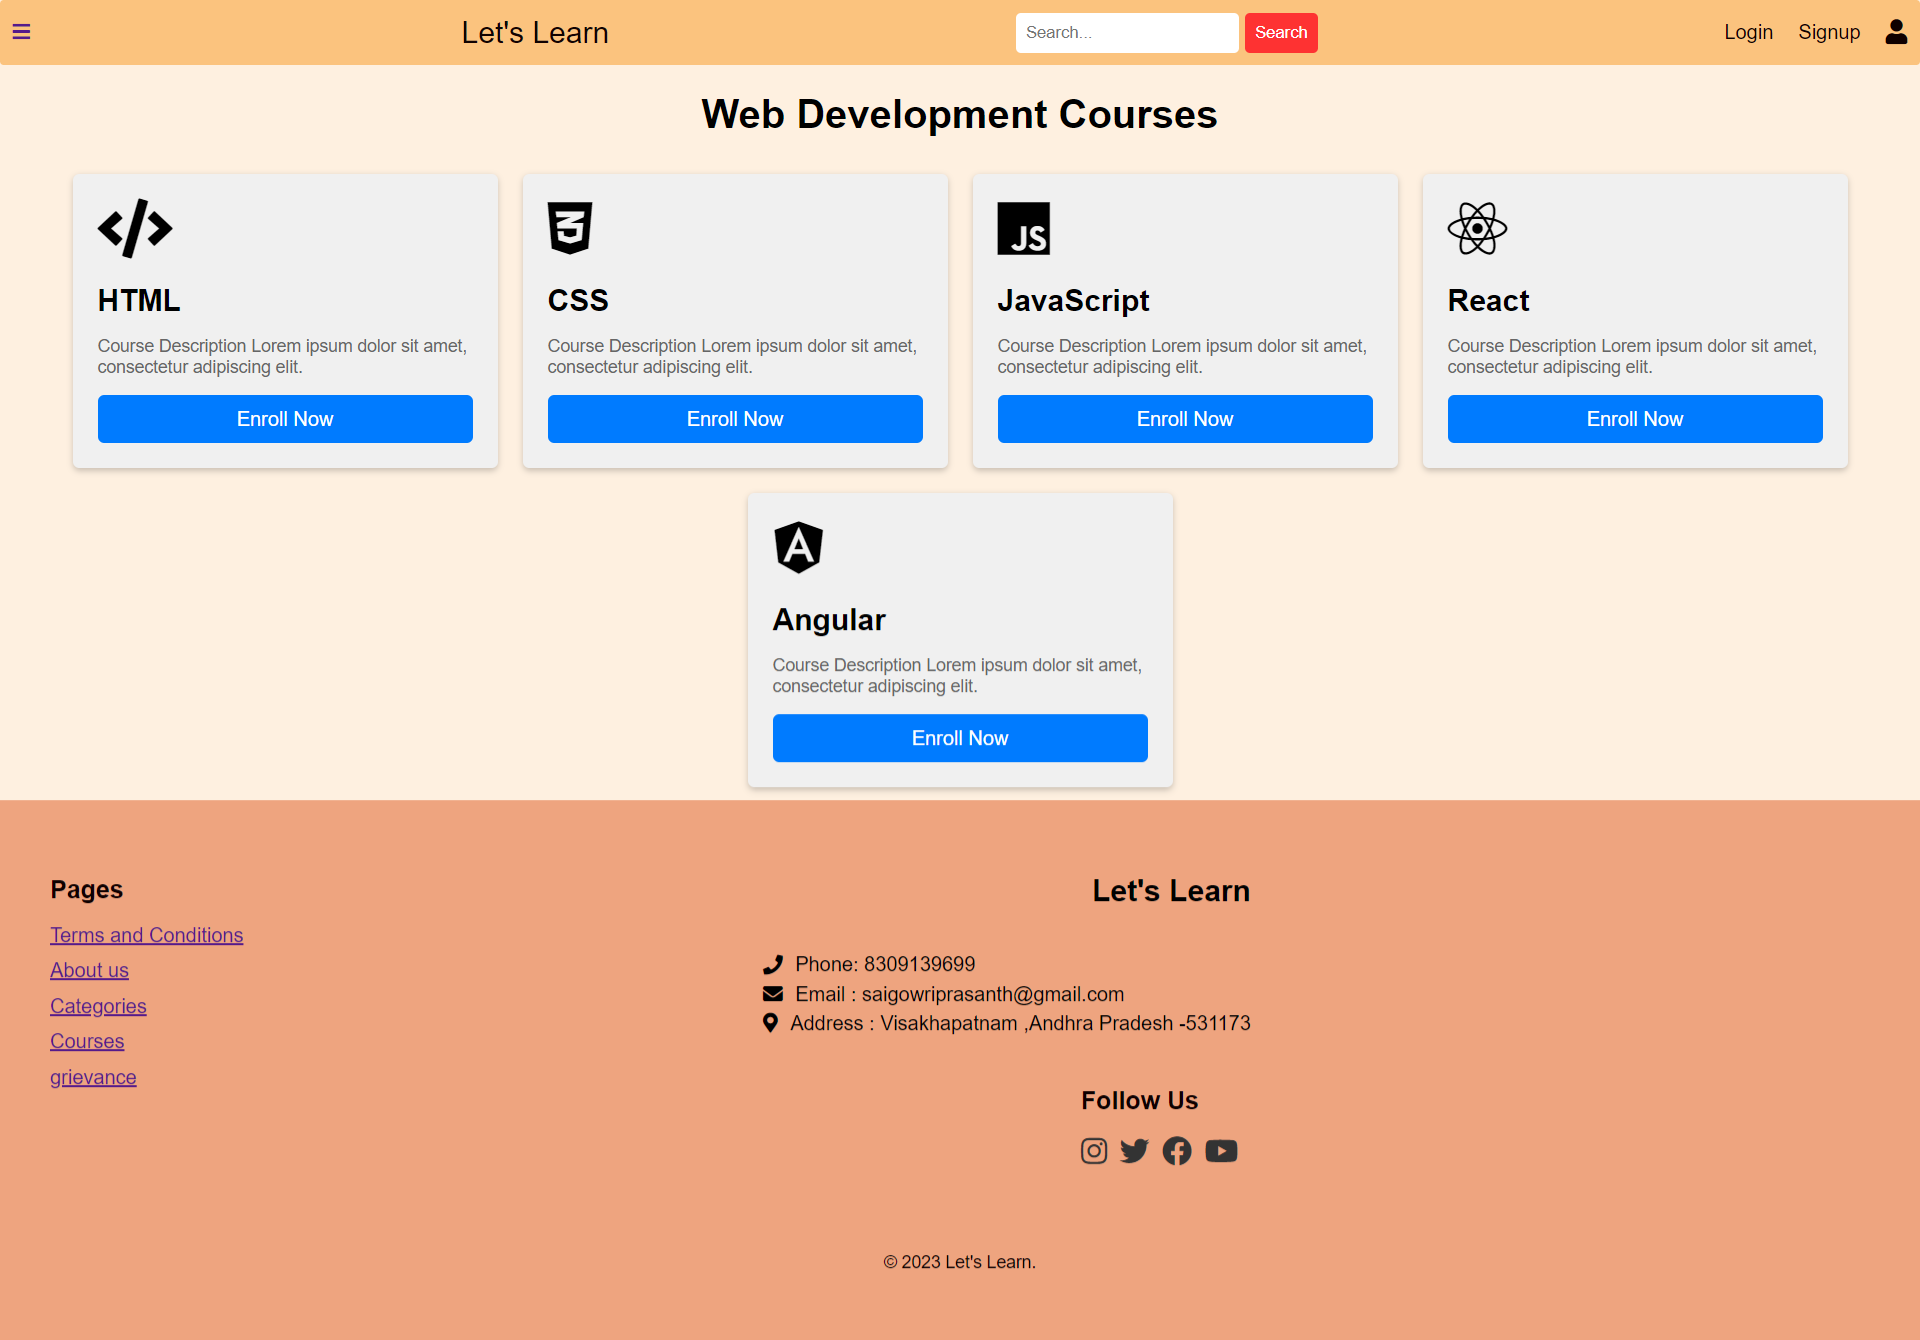 Let's Learn
Search...
Search
Login
Signup
Web Development Courses
HTML
Course Description Lorem ipsum dolor sit amet,
consectetur adipiscing elit.
Enroll Now
CSS
Course Description Lorem ipsum dolor sit amet,
consectetur adipiscing elit.
Enroll Now
JS
JavaScript
Course Description Lorem ipsum dolor sit amet,
consectetur adipiscing elit.
Enroll Now
React
Course Description Lorem ipsum dolor sit amet,
consectetur adipiscing elit.
Enroll Now
Angular
Course Description Lorem ipsum dolor sit amet,
consectetur adipiscing elit.
Enroll Now
Pages
Terms and Conditions
About us
Categories
Courses
grievance
Let's Learn
Phone: 8309139699
Email : saigowriprasanth@gmail.com
Address : Visakhapatnam ,Andhra Pradesh -531173
Follow Us
© 2023 Let's Learn.